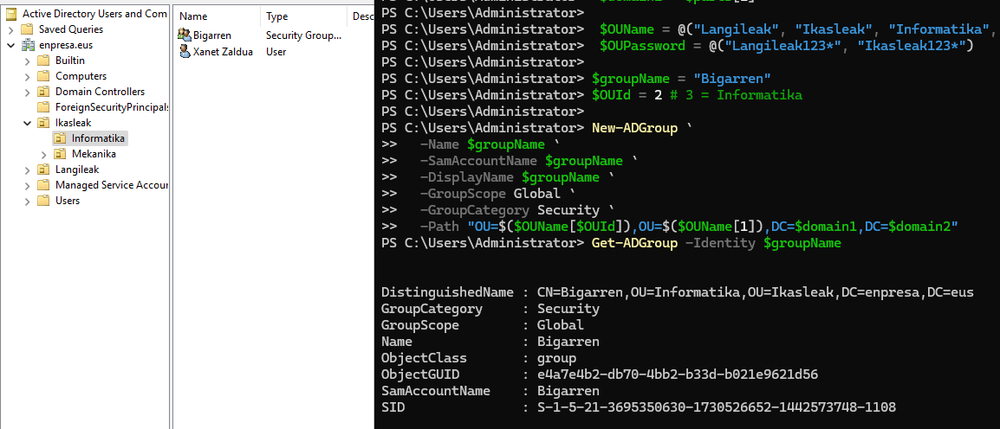 Active Directory Users and Com
Saved Queries
enpresa.eus
Builtin
Computers
Domain Controllers
ForeignSecurityPrincipals
Ikasleak
Informatika
Mekanika
Langileak
Managed Service Accour
Users
Name Type Desc
Bigarren Security Group...
Xanet Zaldua User
PS C:\Users\Administrator>
PS C:\Users\Administrator> $OUName = @("Langileak", "Ikasleak", "Informatika",
PS C:\Users\Administrator> $OUPassword = @("Langileak123*", "Ikasleak123*")
PS C:\Users\Administrator>
PS C:\Users\Administrator> $groupName = "Bigarren"
PS C:\Users\Administrator> $OUId = 2 # 3 = Informatika
PS C:\Users\Administrator>
PS C:\Users\Administrator> New-ADGroup `
>> -Name $groupName `
>> -SamAccountName $groupName `
>> -DisplayName $groupName `
>> -GroupScope Global `
>> -GroupCategory Security `
>> -Path "OU=$($OUName[$OUId]),OU=$($OUName[1]),DC=$domain1,DC=$domain2"
PS C:\Users\Administrator> Get-ADGroup -Identity $groupName
DistinguishedName : CN=Bigarren,OU=Informatika,OU=Ikasleak,DC=enpresa,DC=eus
GroupCategory : Security
GroupScope : Global
Name : Bigarren
ObjectClass : group
ObjectGUID : e4a7e4b2-db70-4bb2-b33d-b021e9621d56
SamAccountName : Bigarren
SID : S-1-5-21-3695350630-1730526652-1442573748-1108